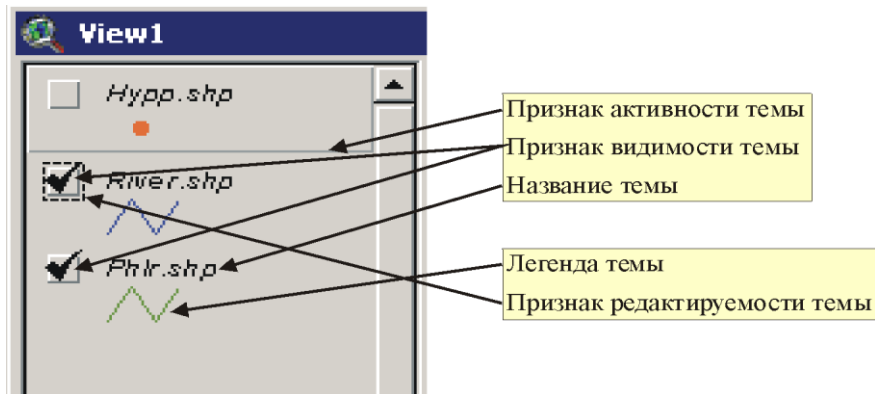 View1
Hypp.shp
River.shp
Phlr.shp
Признак активности темы
Признак видимости темы
Название темы
Легенда темы
Признак редактируемости темы